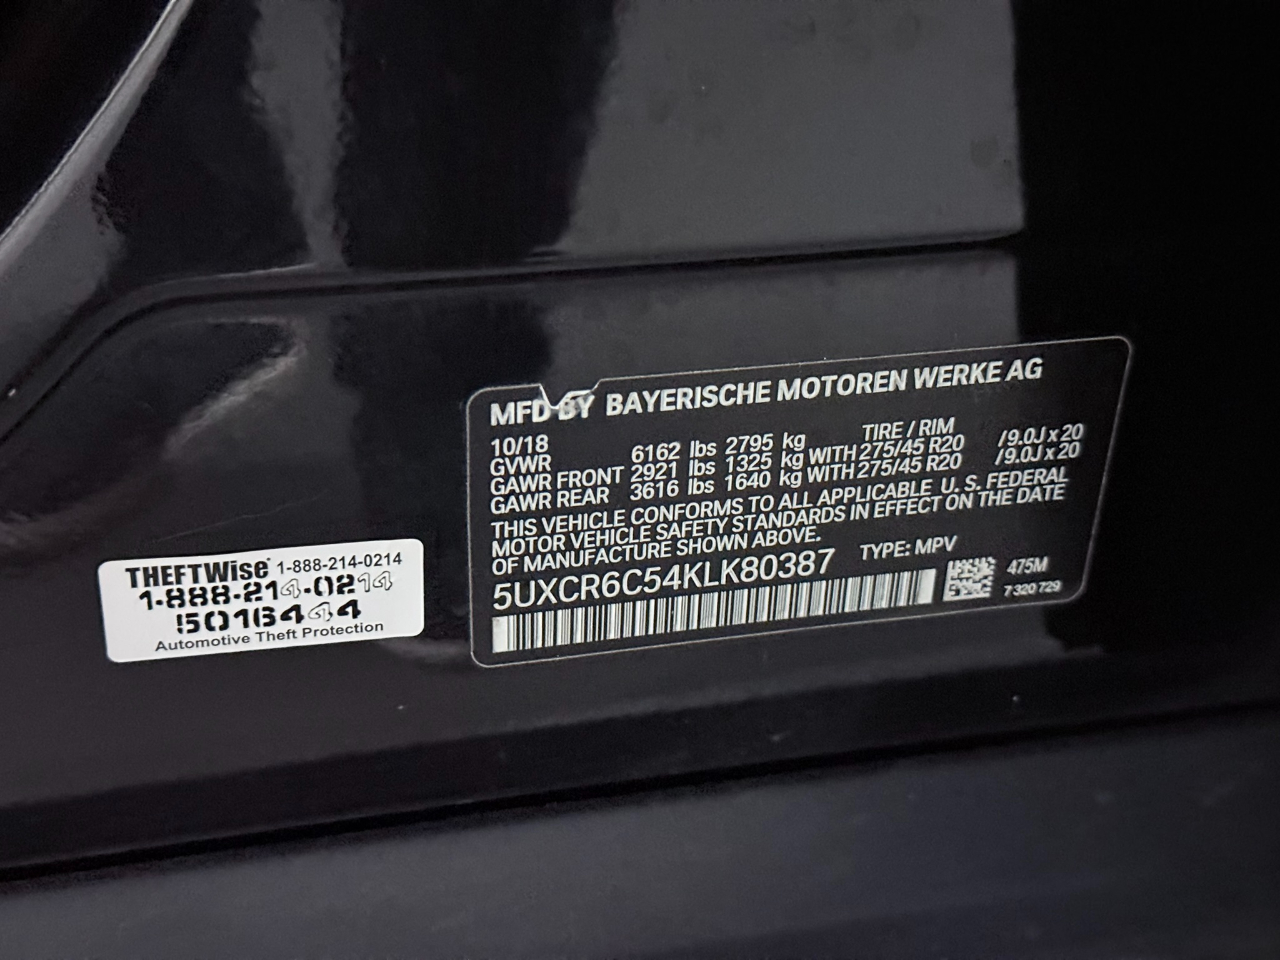 MFD BY BAYERISCHE MOTOREN WERKE AG
10/18 TIRE / RIM
GVWR 6162 lbs 2795 kg
GAWR FRONT 2921 lbs 1325 kg WITH 275/45 R20 /9.0J x 20
GAWR REAR 3616 lbs 1640 kg WITH 275/45 R20 /9.0J x 20
THIS VEHICLE CONFORMS TO ALL APPLICABLE U. S. FEDERAL
MOTOR VEHICLE SAFETY STANDARDS IN EFFECT ON THE DATE
OF MANUFACTURE SHOWN ABOVE.
5UXCR6C54KLK80387 TYPE: MPV
475M
7320729
THEFTWise 1-888-214-0214
1-888-214-0214
5016444
Automotive Theft Protection